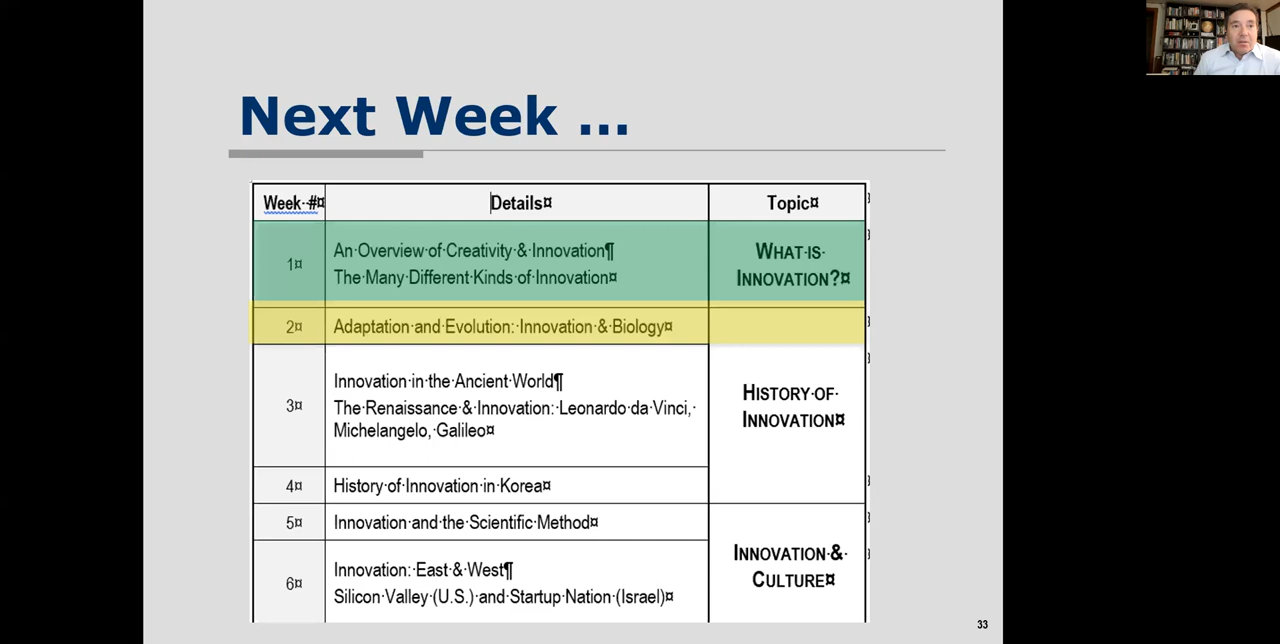 Next Week ...
Week·#¤ Details¤ Topic¤
1¤
An·Overview·of·Creativity·&·Innovation¶
The·Many·Different·Kinds·of·Innovation¤
WHAT·IS·
INNOVATION?¤
2¤ Adaptation·and·Evolution:·Innovation·&·Biology¤
3¤
Innovation·in·the·Ancient·World¶
The·Renaissance·&·Innovation:·Leonardo·da·Vinci,·
Michelangelo,·Galileo¤
HISTORY·OF·
INNOVATION¤
4¤ History·of·Innovation·in·Korea¤
5¤ Innovation·and·the·Scientific·Method¤
6¤
Innovation:·East·&·West¶
Silicon·Valley·(U.S.)·and·Startup·Nation·(Israel)¤
INNOVATION·&·
CULTURE¤
33